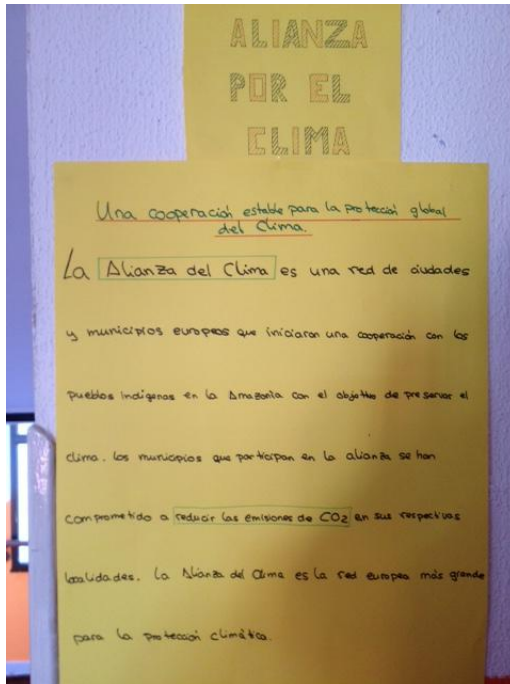 ALIANZA
POR EL
CLIMA
Una cooperación estable para la protección global
del Clima.
La Alianza del Clima es una red de ciudades
y municipios europeos que iniciaron una cooperación con los
pueblos indígenas en la Amazonía con el objetivo de preservar el
clima. los municipios que participan en la alianza se han
comprometido a reducir las emisiones de CO2 en sus respectivas
localidades. La Alianza del Clima es la red europea más grande
para la protección climática.